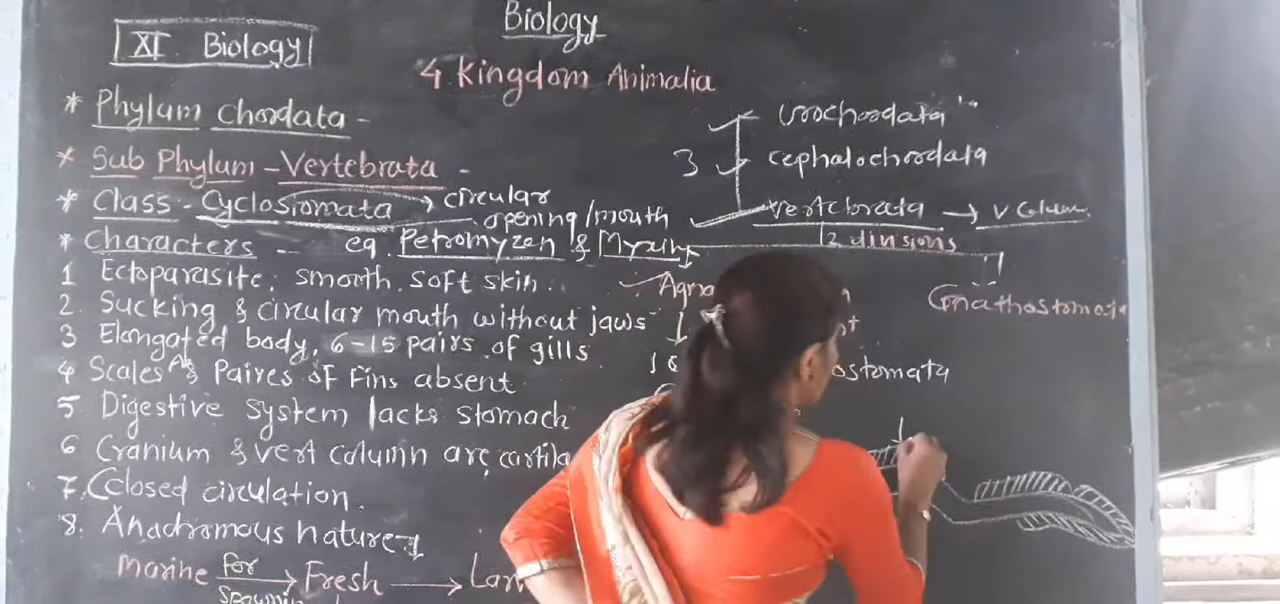 Biology
XI Biology
4. Kingdom Animalia
* Phylum Chordata -
* Sub Phylum - Vertebrata -
* Class - Cyclostomata → circular
opening/mouth
* Characters - eg. Petromyzen & Myxin
1 Ectoparasite; smooth. soft skin.
2. Sucking & circular mouth without jaws
3 Elongated body, 6-15 pairs of gills
4 Scales & Paires of Fins absent
5 Digestive system lacks stomach
6 Cranium & vert column are cartila
7. Closed circulation.
8. Anadromous nature
Marine for → Fresh → Lar
Spawnin
3
Urochordata
Cephalochordata
Vertebrata → V Colum.
2 divisions
Agna
Gnathostomata
ostomata